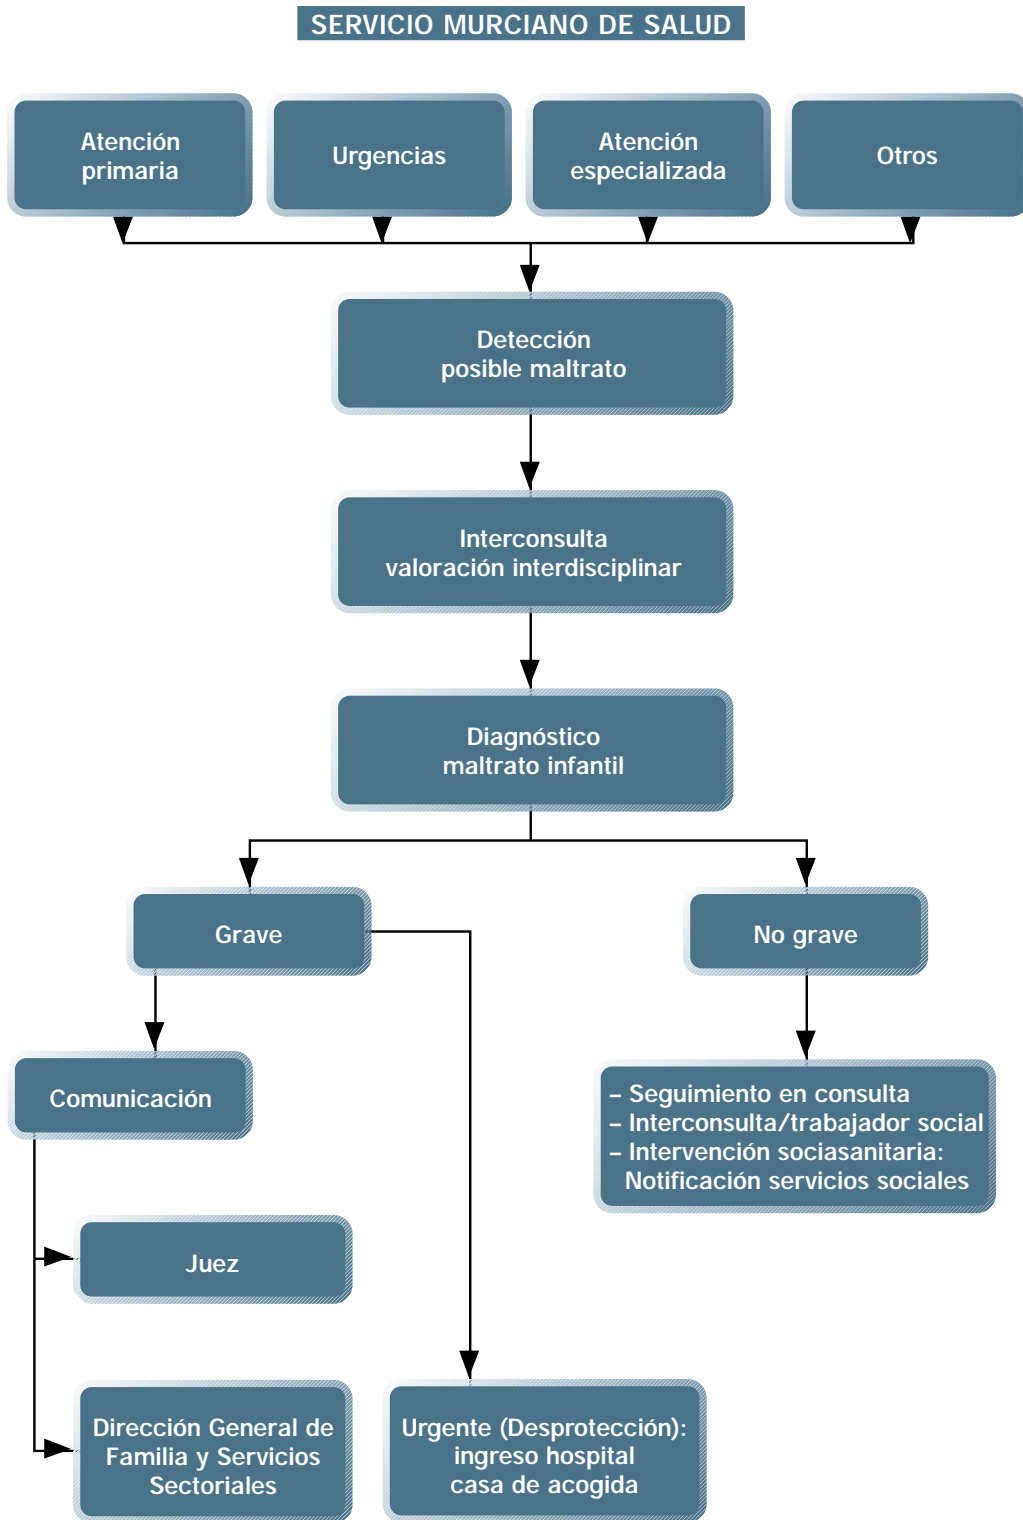 SERVICIO MURCIANO DE SALUD
Atención
primaria
Urgencias
Atención
especializada
Otros
Detección
posible maltrato
Interconsulta
valoración interdisciplinar
Diagnóstico
maltrato infantil
Grave
No grave
Comunicación
– Seguimiento en consulta
– Interconsulta/trabajador social
– Intervención sociasanitaria:
Notificación servicios sociales
Juez
Dirección General de
Familia y Servicios
Sectoriales
Urgente (Desprotección):
ingreso hospital
casa de acogida